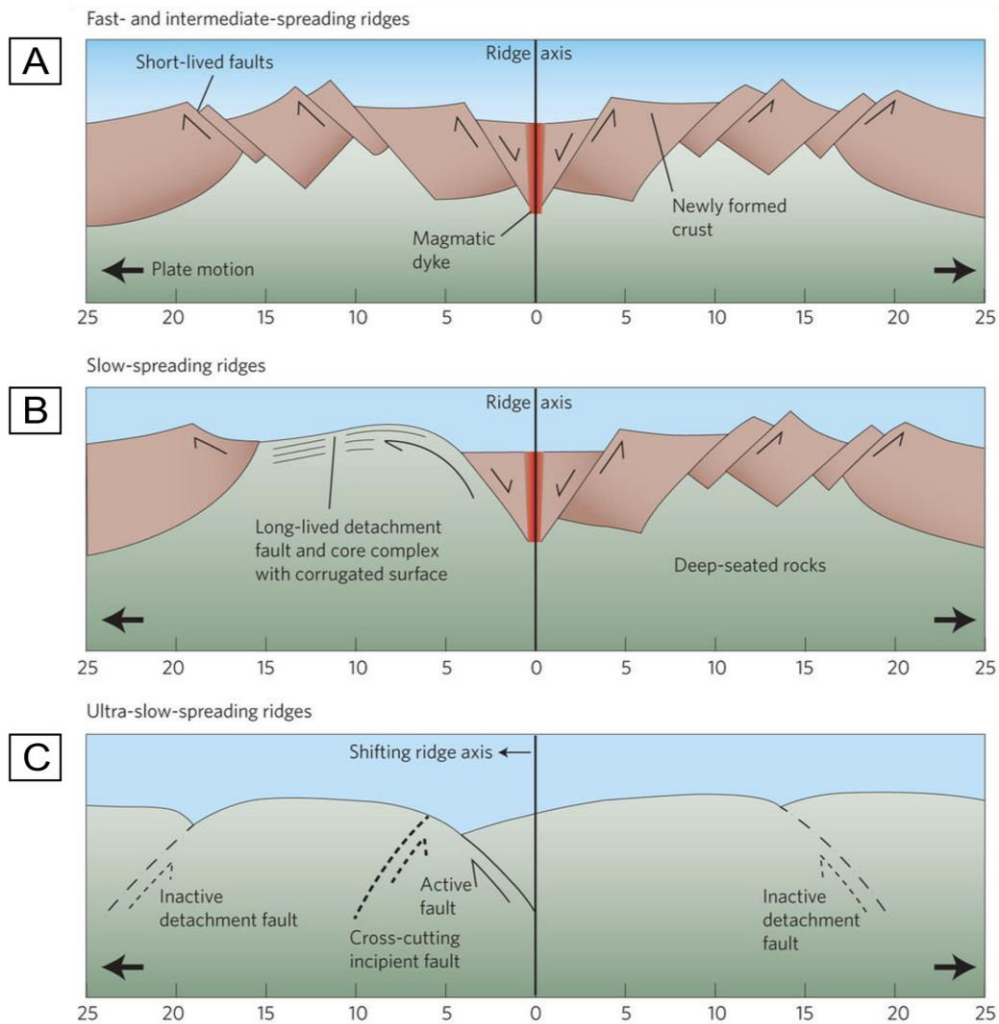 Fast- and intermediate-spreading ridges
A
Ridge axis
Short-lived faults
Newly formed
crust
Magmatic
dyke
Plate motion
25 20 15 10 5 0 5 10 15 20 25
Slow-spreading ridges
B
Ridge axis
Long-lived detachment
fault and core complex
with corrugated surface
Deep-seated rocks
25 20 15 10 5 0 5 10 15 20 25
Ultra-slow-spreading ridges
C
Shifting ridge axis
Inactive
detachment fault
Active
fault
Cross-cutting
incipient fault
Inactive
detachment
fault
25 20 15 10 5 0 5 10 15 20 25